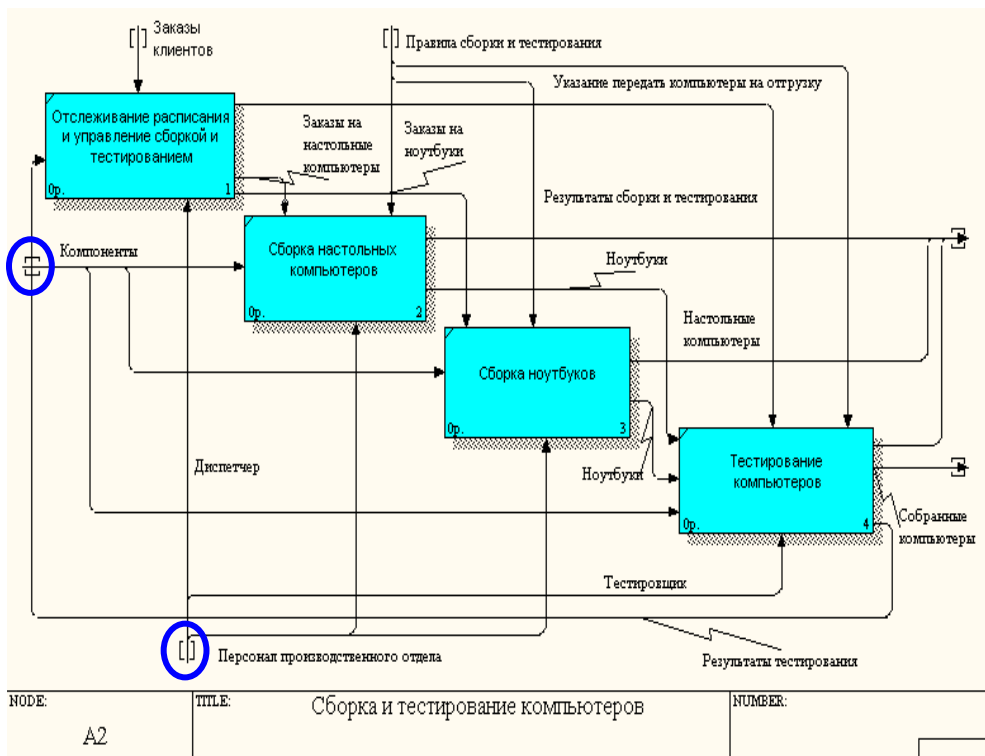 Заказы
клиентов
Правила сборки и тестирования
Указание передать компьютеры на отгрузку
Отслеживание расписания
и управление сборкой и
тестированием
0р.
1
Заказы на
настольные
компьютеры
Заказы на
ноутбуки
Результаты сборки и тестирования
Компоненты
Сборка настольных
компьютеров
0р.
2
Ноутбуки
Настольные
компьютеры
Сборка ноутбуков
0р.
3
Диспетчер
Ноутбуки
Тестирование
компьютеров
0р.
4
Собранные
компьютеры
Тестировщик
Персонал производственного отдела
Результаты тестирования
NODE:
TITLE:
NUMBER:
A2
Сборка и тестирование компьютеров